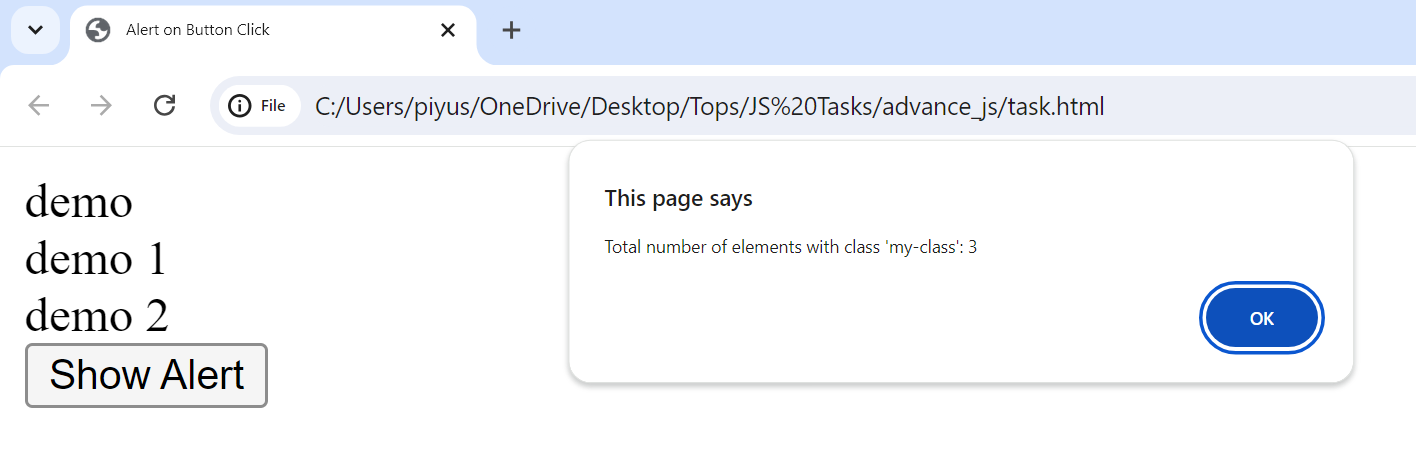 Alert on Button Click
File C:/Users/piyus/OneDrive/Desktop/Tops/JS%20Tasks/advance_js/task.html
This page says
Total number of elements with class 'my-class': 3
OK
demo
demo 1
demo 2
Show Alert